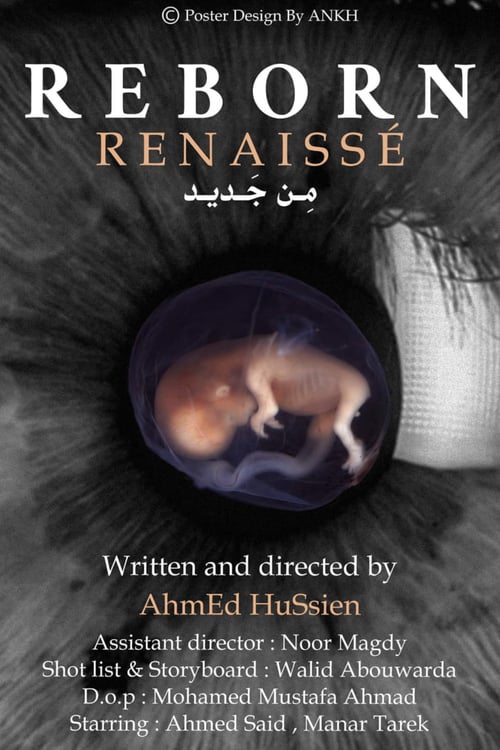 © Poster Design By ANKH
REBORN
RENAISSÉ
مِن جَديد
Written and directed by
AhmEd HuSsien
Assistant director : Noor Magdy
Shot list & Storyboard : Walid Abouwarda
D.o.p : Mohamed Mustafa Ahmad
Starring : Ahmed Said , Manar Tarek